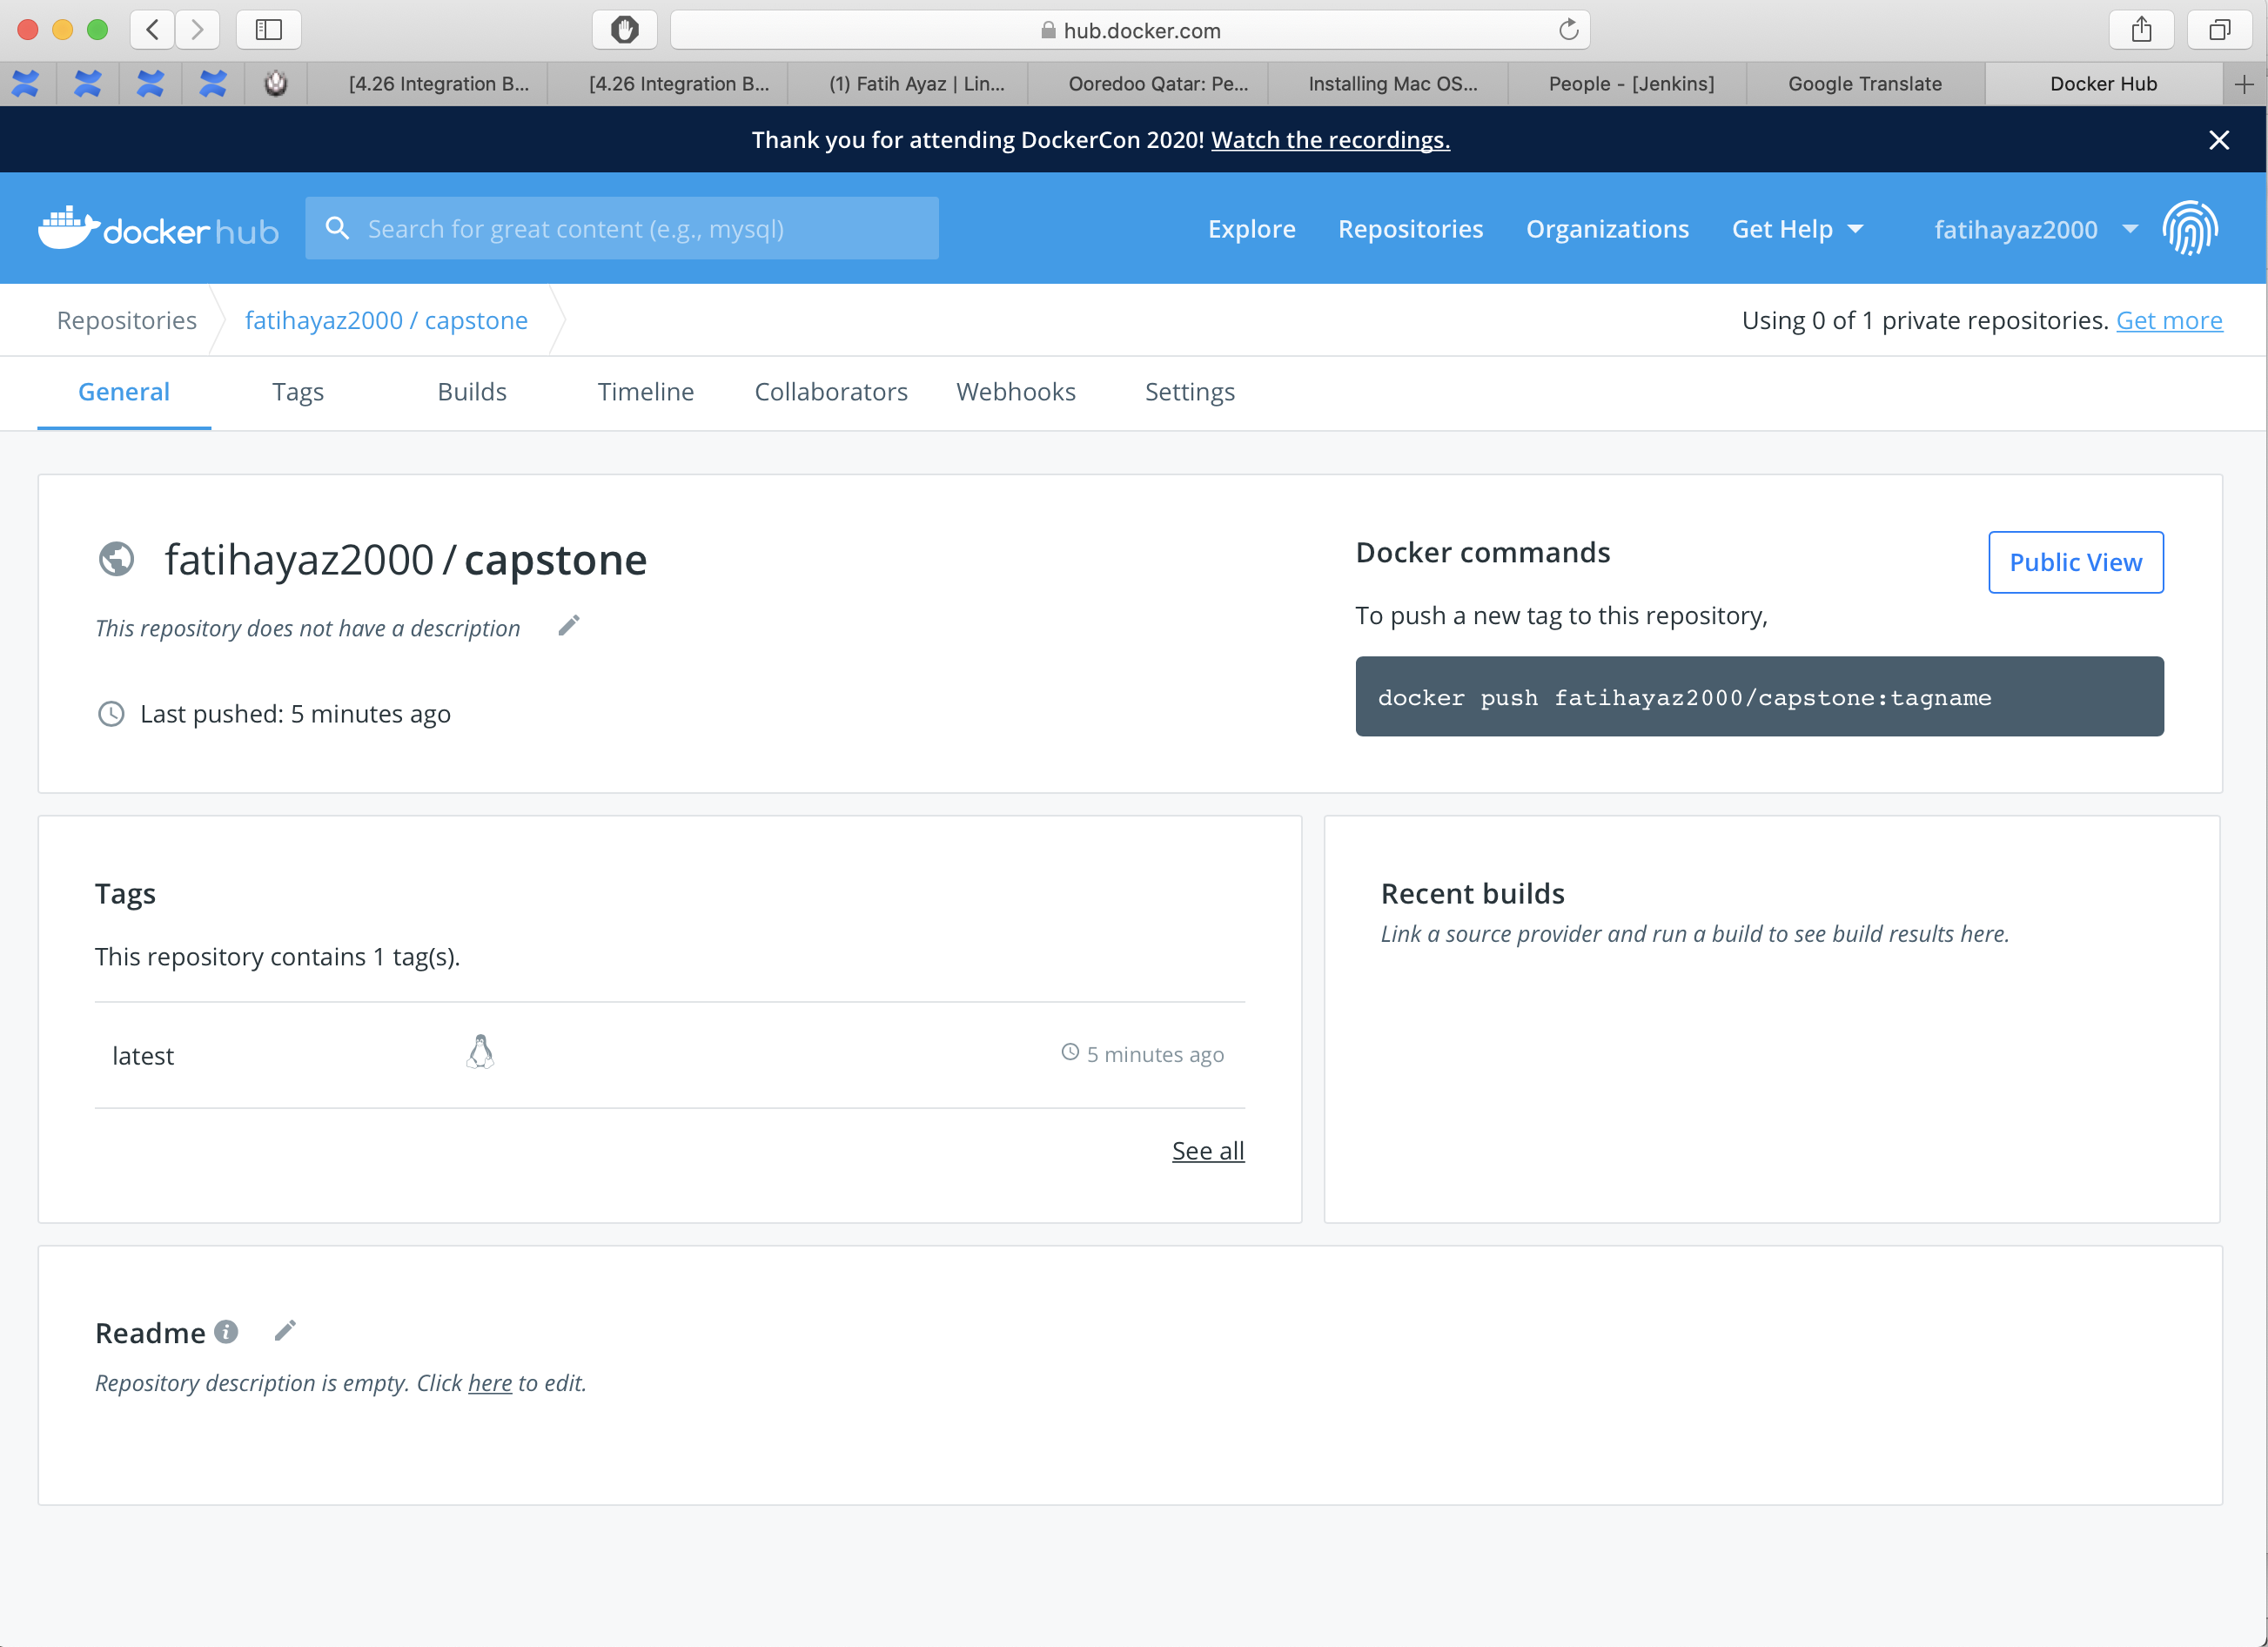 hub.docker.com
[4.26 Integration B...
[4.26 Integration B...
(1) Fatih Ayaz | Lin...
Ooredoo Qatar: Pe...
Installing Mac OS...
People - [Jenkins]
Google Translate
Docker Hub
Thank you for attending DockerCon 2020! Watch the recordings.
docker hub
Search for great content (e.g., mysql)
Explore
Repositories
Organizations
Get Help
fatihayaz2000
Repositories
fatihayaz2000 / capstone
Using 0 of 1 private repositories. Get more
General
Tags
Builds
Timeline
Collaborators
Webhooks
Settings
fatihayaz2000 / capstone
This repository does not have a description
Last pushed: 5 minutes ago
Docker commands
Public View
To push a new tag to this repository,
docker push fatihayaz2000/capstone:tagname
Tags
This repository contains 1 tag(s).
latest
5 minutes ago
See all
Recent builds
Link a source provider and run a build to see build results here.
Readme
Repository description is empty. Click here to edit.